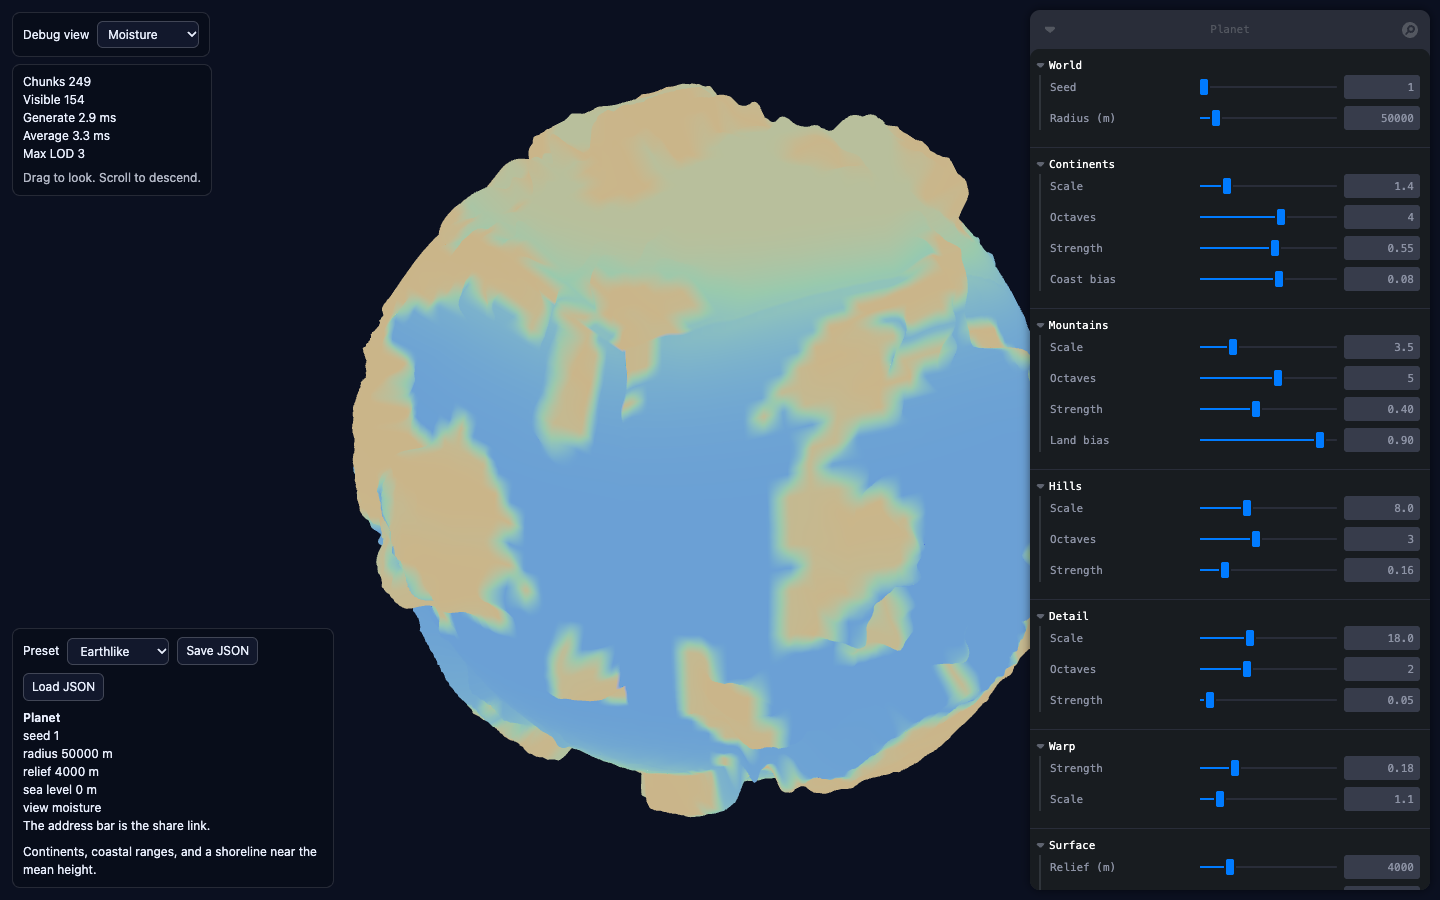 Debug view Moisture
Chunks 249
Visible 154
Generate 2.9 ms
Average 3.3 ms
Max LOD 3
Drag to look. Scroll to descend.
Preset Earthlike Save JSON
Load JSON
Planet
seed 1
radius 50000 m
relief 4000 m
sea level 0 m
view moisture
The address bar is the share link.
Continents, coastal ranges, and a shoreline near the
mean height.
Planet
World
Seed 1
Radius (m) 50000
Continents
Scale 1.4
Octaves 4
Strength 0.55
Coast bias 0.08
Mountains
Scale 3.5
Octaves 5
Strength 0.40
Land bias 0.90
Hills
Scale 8.0
Octaves 3
Strength 0.16
Detail
Scale 18.0
Octaves 2
Strength 0.05
Warp
Strength 0.18
Scale 1.1
Surface
Relief (m) 4000